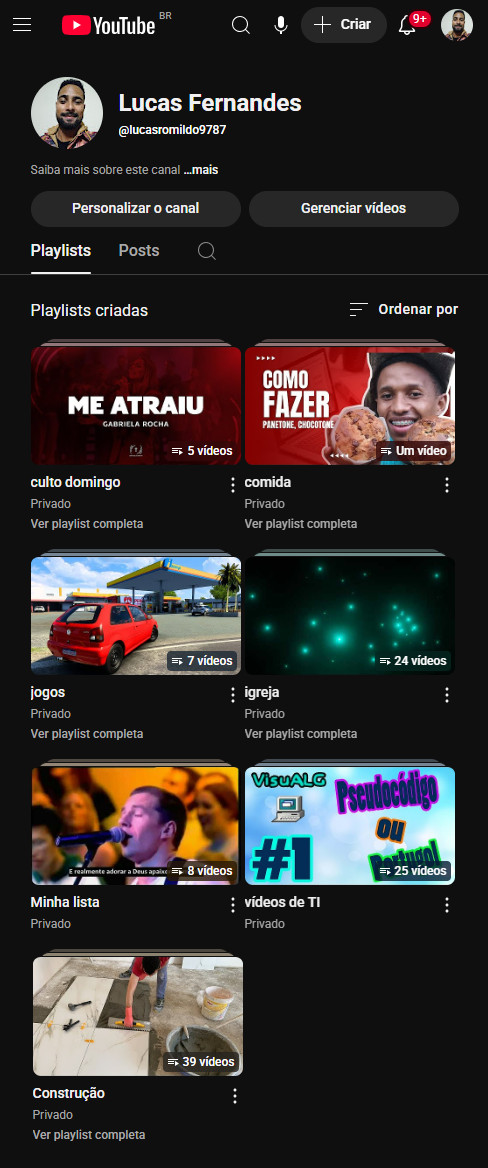 YouTube BR
Criar
9+
Lucas Fernandes
@lucasromildo9787
Saiba mais sobre este canal ...mais
Personalizar o canal
Gerenciar vídeos
Playlists
Posts
Playlists criadas
Ordenar por
ME ATRAIU
GABRIELA ROCHA
5 vídeos
culto domingo
Privado
Ver playlist completa
COMO
FAZER
PANETONE, CHOCOTONE
Um vídeo
comida
Privado
Ver playlist completa
7 vídeos
jogos
Privado
Ver playlist completa
24 vídeos
igreja
Privado
Ver playlist completa
E realmente adorar a Deus apaixo
8 vídeos
Minha lista
Privado
VisuALG
Pseudocódigo
ou
Portugol
#1
25 vídeos
vídeos de TI
Privado
39 vídeos
Construção
Privado
Ver playlist completa